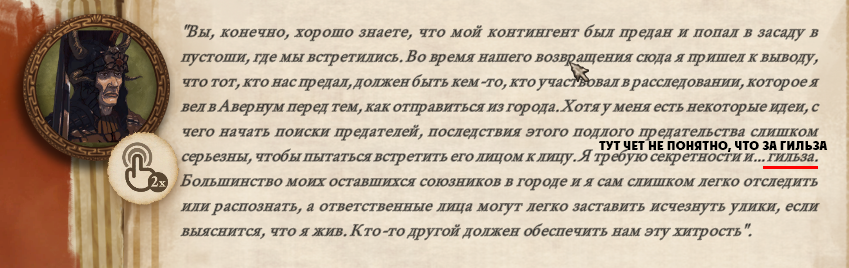 "Вы, конечно, хорошо знаете, что мой контингент был предан и попал в засаду в
пустоши, где мы встретились. Во время нашего возвращения сюда я пришел к выводу,
что тот, кто нас предал, должен быть кем-то, кто участвовал в расследовании, которое я
вел в Авернум перед тем, как отправиться из города. Хотя у меня есть некоторые идеи, с
чего начать поиски предателей, последствия этого подлого предательства слишком
ТУТ ЧЕТ НЕ ПОНЯТНО, ЧТО ЗА ГИЛЬЗА
серьезны, чтобы пытаться встретить его лицом к лицу. Я требую секретности и... гильза.
Большинство моих оставшихся союзников в городе и я сам слишком легко отследить
или распознать, а ответственные лица могут легко заставить исчезнуть улики, если
выяснится, что я жив. Кто-то другой должен обеспечить нам эту хитрость".
2x